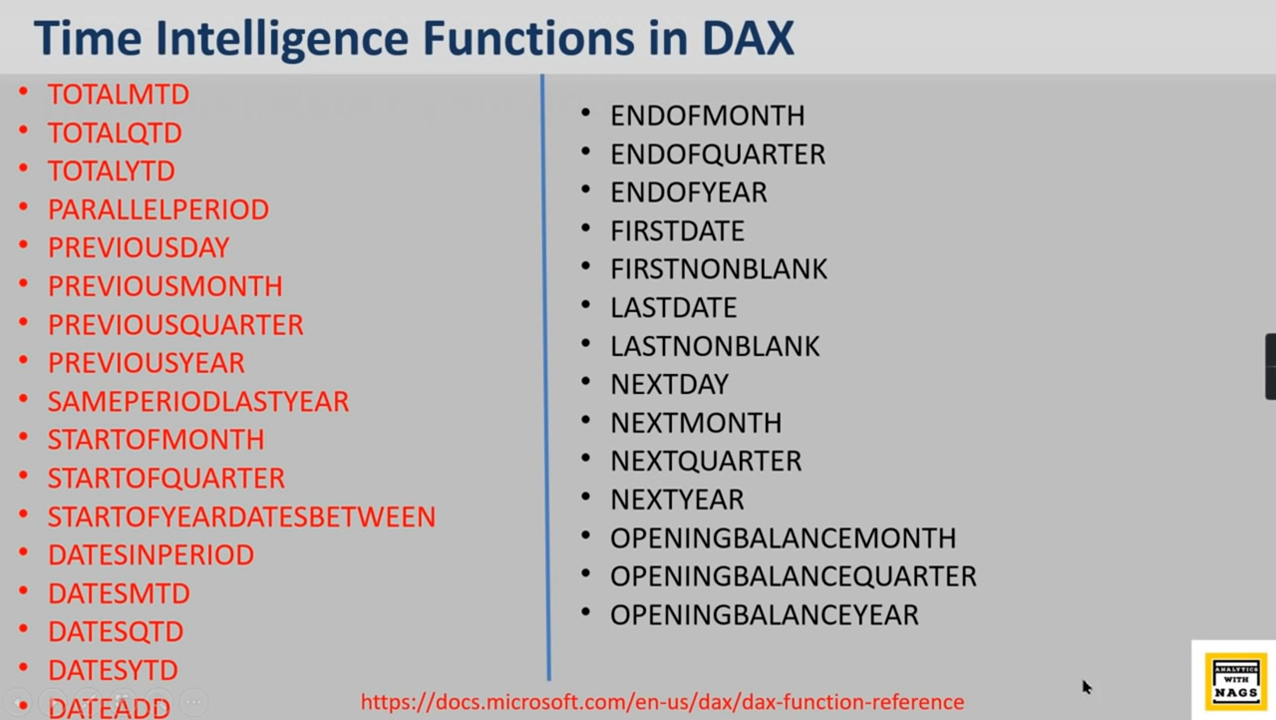 Time Intelligence Functions in DAX
• TOTALMTD
• TOTALQTD
• TOTALYTD
• PARALLELPERIOD
• PREVIOUSDAY
• PREVIOUSMONTH
• PREVIOUSQUARTER
• PREVIOUSYEAR
• SAMEPERIODLASTYEAR
• STARTOFMONTH
• STARTOFQUARTER
• STARTOFYEARDATESBETWEEN
• DATESINPERIOD
• DATESMTD
• DATESQTD
• DATESYTD
• DATEADD
• ENDOFMONTH
• ENDOFQUARTER
• ENDOFYEAR
• FIRSTDATE
• FIRSTNONBLANK
• LASTDATE
• LASTNONBLANK
• NEXTDAY
• NEXTMONTH
• NEXTQUARTER
• NEXTYEAR
• OPENINGBALANCEMONTH
• OPENINGBALANCEQUARTER
• OPENINGBALANCEYEAR
https://docs.microsoft.com/en-us/dax/dax-function-reference
ANALYTICS
WITH
NAGS